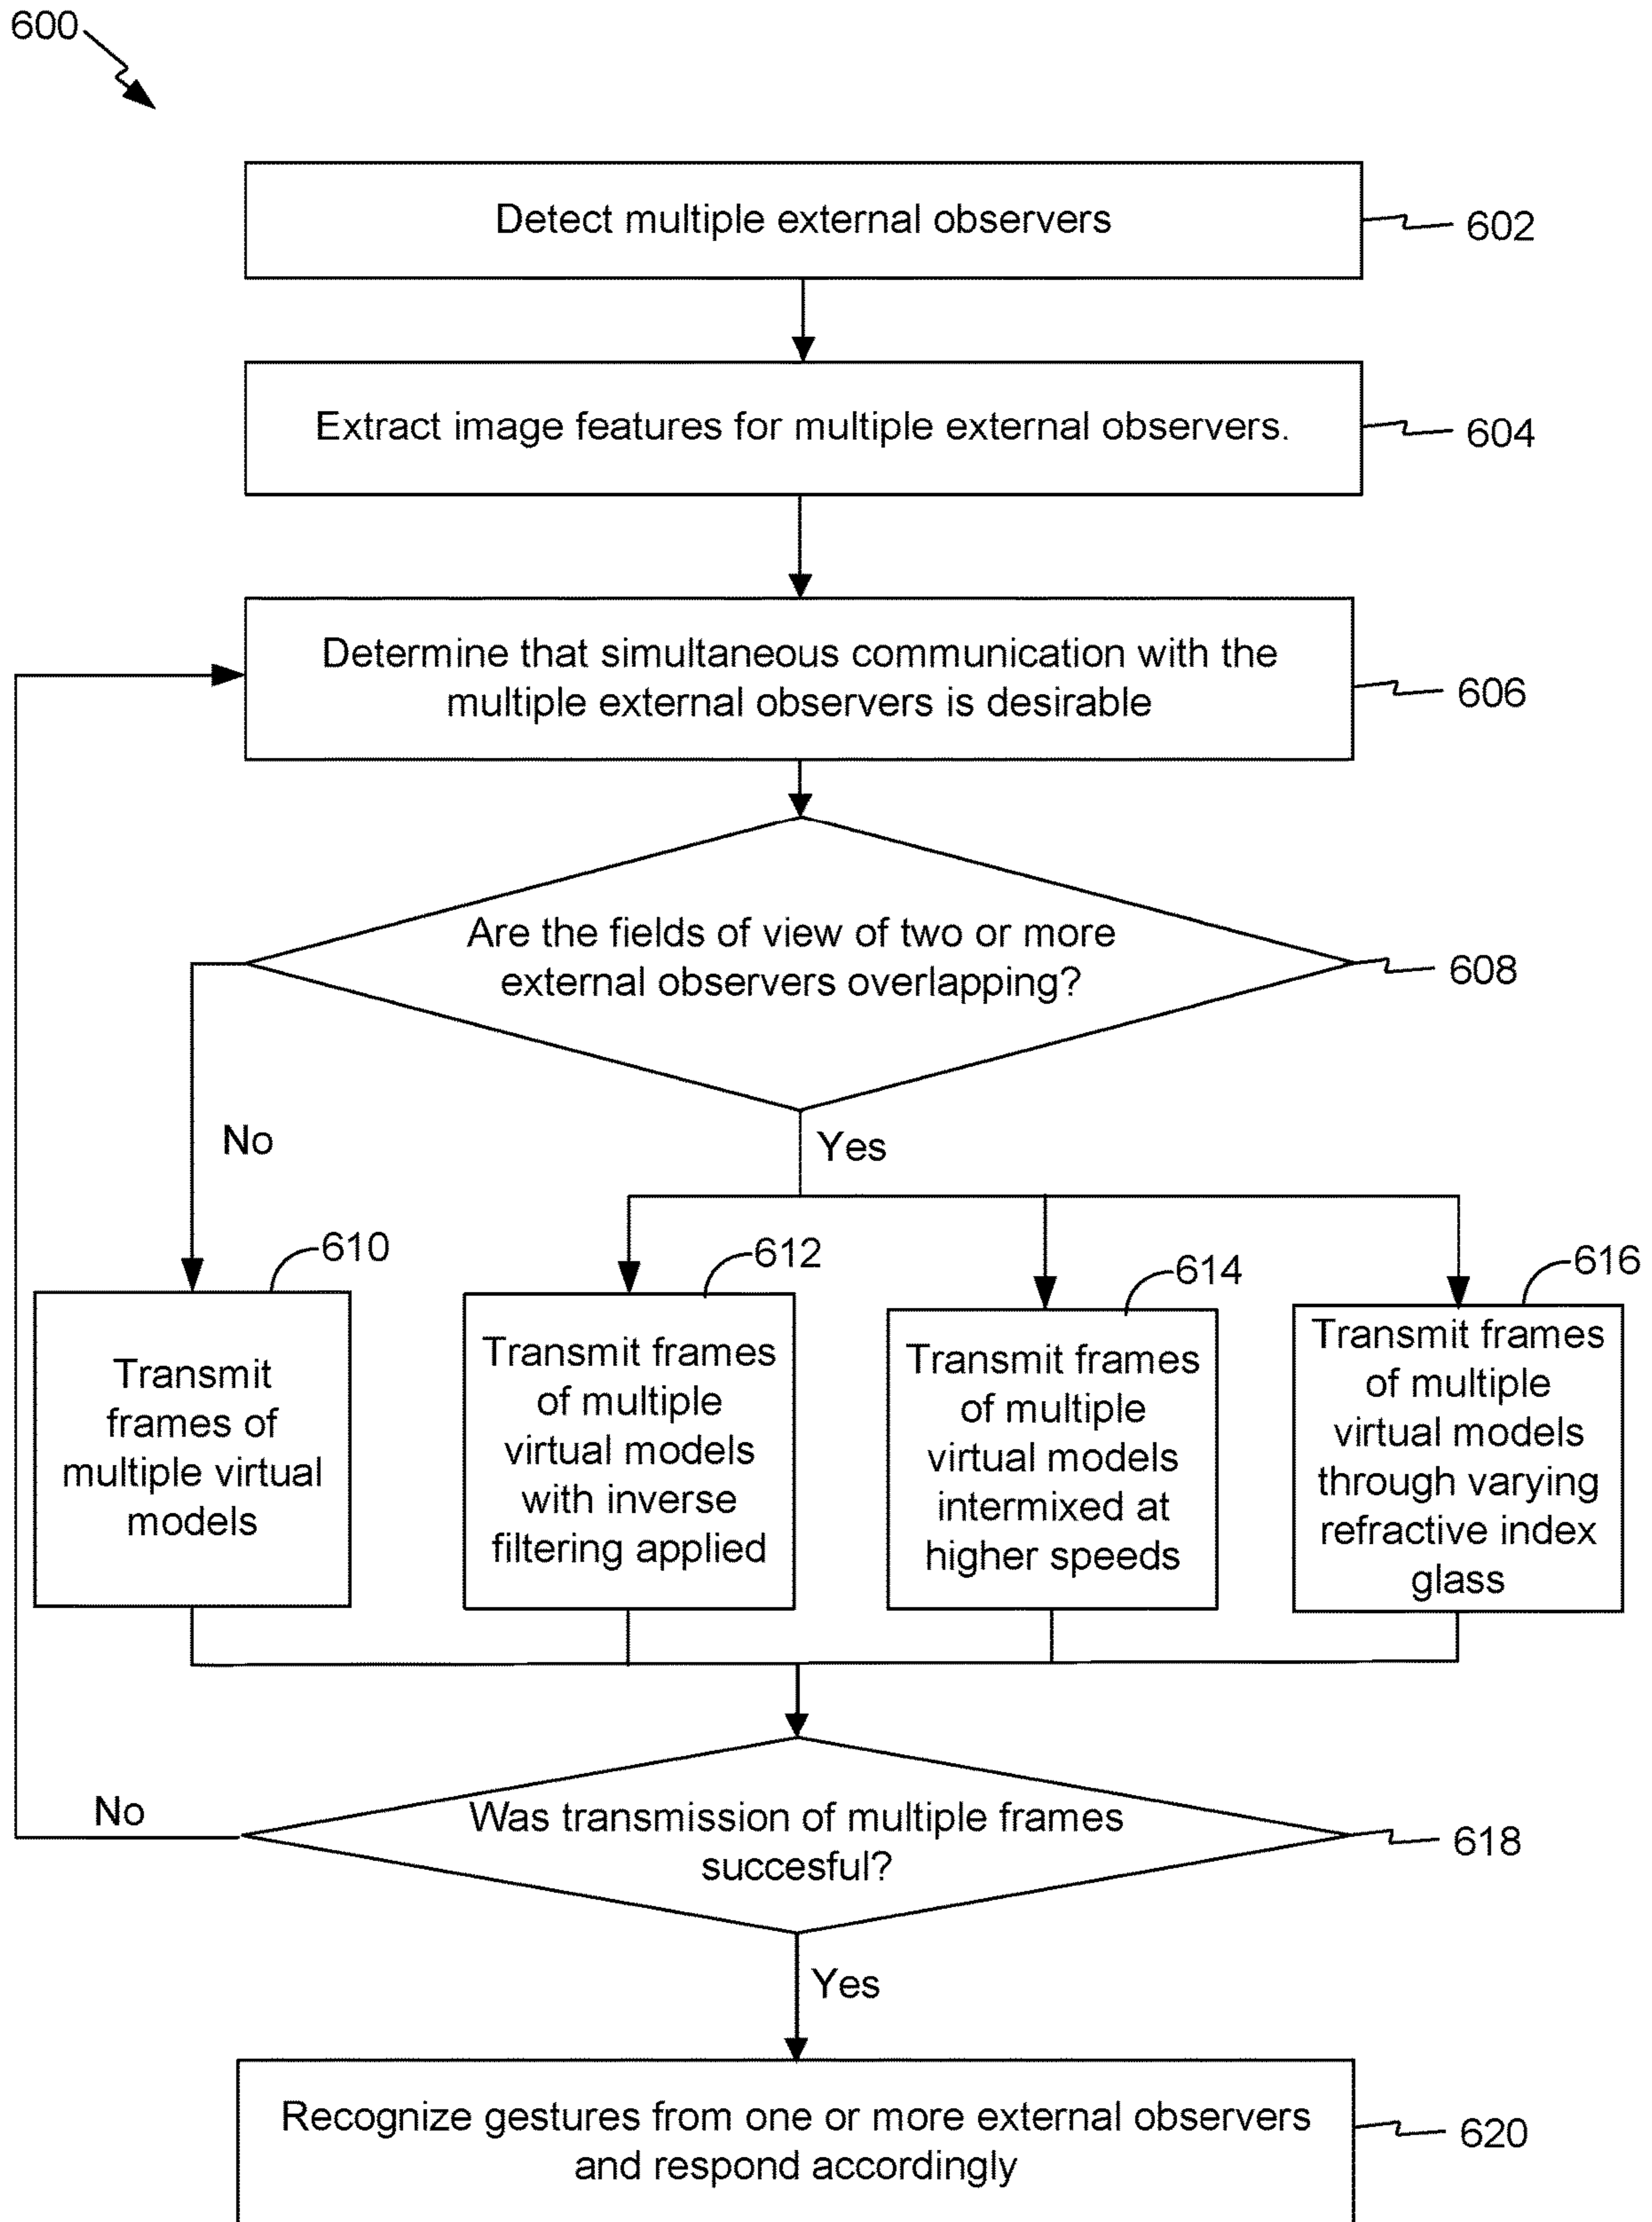 600
Detect multiple external observers
602
Extract image features for multiple external observers.
604
Determine that simultaneous communication with the
multiple external observers is desirable
606
Are the fields of view of two or more
external observers overlapping?
608
No
Yes
610
Transmit
frames of
multiple virtual
models
612
Transmit frames
of multiple
virtual models
with inverse
filtering applied
614
Transmit frames
of multiple
virtual models
intermixed at
higher speeds
616
Transmit frames
of multiple
virtual models
through varying
refractive index
glass
No
Was transmission of multiple frames
succesful?
618
Yes
Recognize gestures from one or more external observers
and respond accordingly
620